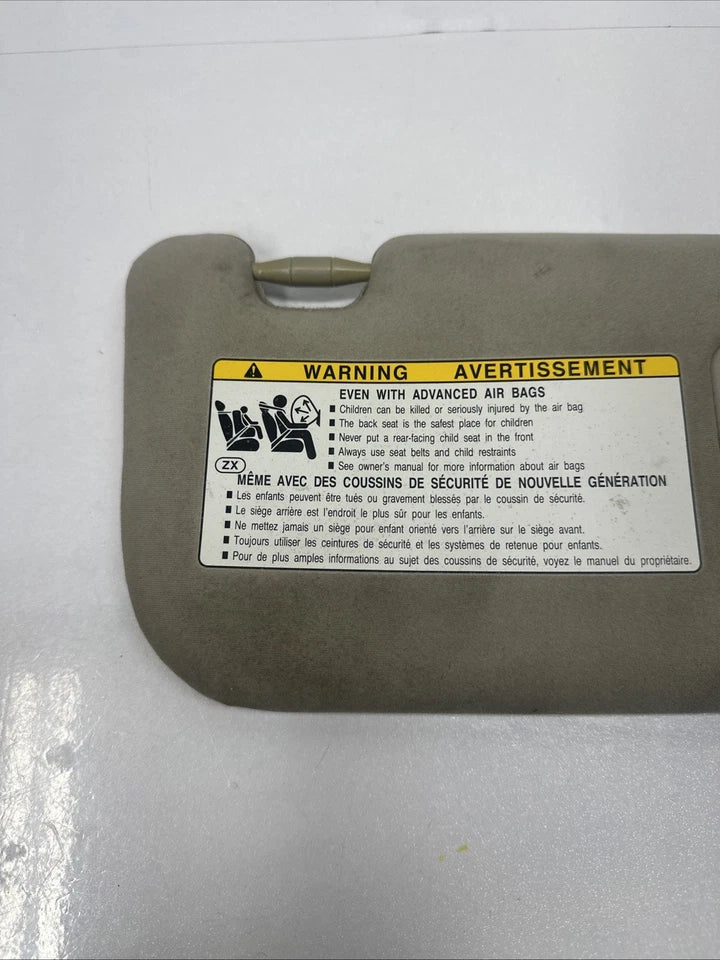 WARNING AVERTISSEMENT
EVEN WITH ADVANCED AIR BAGS
■ Children can be killed or seriously injured by the air bag
■ The back seat is the safest place for children
■ Never put a rear-facing child seat in the front
■ Always use seat belts and child restraints
■ See owner's manual for more information about air bags
ZX
MÊME AVEC DES COUSSINS DE SÉCURITÉ DE NOUVELLE GÉNÉRATION
■ Les enfants peuvent être tués ou gravement blessés par le coussin de sécurité.
■ Le siège arrière est l'endroit le plus sûr pour les enfants.
■ Ne mettez jamais un siège pour enfant orienté vers l'arrière sur le siège avant.
■ Toujours utiliser les ceintures de sécurité et les systèmes de retenue pour enfants.
■ Pour de plus amples informations au sujet des coussins de sécurité, voyez le manuel du propriétaire.